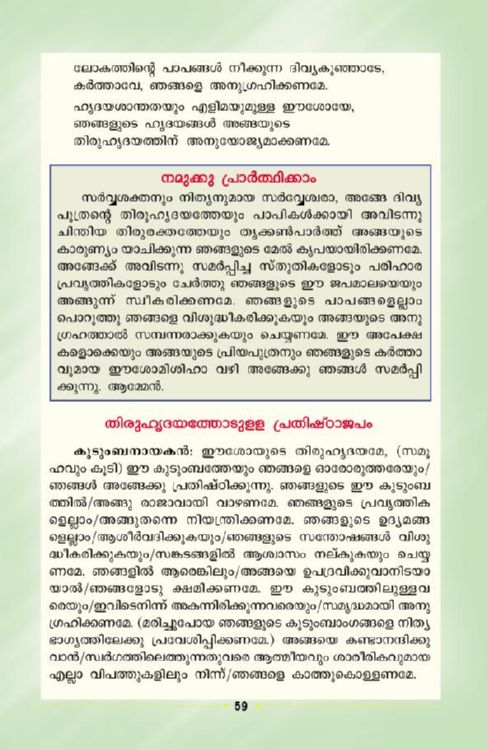 ലോകത്തിന്റെ പാപങ്ങൾ നീക്കുന്ന ദിവ്യകുഞ്ഞാടേ,
കർത്താവേ, ഞങ്ങളെ അനുഗ്രഹിക്കണമേ.
ഹൃദയശാന്തതയും എളിമയുമുള്ള ഈശോയേ,
ഞങ്ങളുടെ ഹൃദയങ്ങൾ അങ്ങയുടെ
തിരുഹൃദയത്തിന് അനുയോജ്യമാക്കണമേ.
നമുക്കു പ്രാർത്ഥിക്കാം
സർവ്വശക്തനും നിത്യനുമായ സർവ്വേശ്വരാ, അങ്ങേ ദിവ്യ
പുത്രന്റെ തിരുഹൃദയത്തേയും പാപികൾക്കായി അവിടന്നു
ചിന്തിയ തിരുരക്തത്തേയും തൃക്കൺപാർത്ത് അങ്ങയുടെ
കാരുണ്യം യാചിക്കുന്ന ഞങ്ങളുടെ മേൽ കൃപയായിരിക്കണമേ.
അങ്ങേക്ക് അവിടന്നു സമർപ്പിച്ച സ്തുതികളോടും പരിഹാര
പ്രവൃത്തികളോടും ചേർത്തു ഞങ്ങളുടെ ഈ ജപമാലയെയും
അങ്ങുന്ന് സ്വീകരിക്കണമേ. ഞങ്ങളുടെ പാപങ്ങളെല്ലാം
പൊറുത്തു ഞങ്ങളെ വിശുദ്ധീകരിക്കുകയും അങ്ങയുടെ അനു
ഗ്രഹത്താൽ സമ്പന്നരാക്കുകയും ചെയ്യണമേ. ഈ അപേക്ഷ
കളൊക്കെയും അങ്ങയുടെ പ്രിയപുത്രനും ഞങ്ങളുടെ കർത്താ
വുമായ ഈശോമിശിഹാ വഴി അങ്ങേക്കു ഞങ്ങൾ സമർപ്പി
ക്കുന്നു. ആമ്മേൻ.
തിരുഹൃദയത്തോടുളള പ്രതിഷ്ഠാജപം
കുടുംബനായകൻ: ഈശോയുടെ തിരുഹൃദയമേ, (സമൂ
ഹവും കൂടി) ഈ കുടുംബത്തേയും ഞങ്ങളെ ഓരോരുത്തരേയും/
ഞങ്ങൾ അങ്ങേക്കു പ്രതിഷ്ഠിക്കുന്നു. ഞങ്ങളുടെ ഈ കുടുംബ
ത്തിൽ/അങ്ങു രാജാവായി വാഴണമേ. ഞങ്ങളുടെ പ്രവൃത്തിക
ളെല്ലാം/അങ്ങുതന്നെ നിയന്ത്രിക്കണമേ. ഞങ്ങളുടെ ഉദ്യമങ്ങ
ളെല്ലാം/ആശീർവദിക്കുകയും/ഞങ്ങളുടെ സന്തോഷങ്ങൾ വിശു
ദ്ധീകരിക്കുകയും/സങ്കടങ്ങളിൽ ആശ്വാസം നല്കുകയും ചെയ്യ
ണമേ. ഞങ്ങളിൽ ആരെങ്കിലും/അങ്ങയെ ഉപദ്രവിക്കുവാനിടയാ
യാൽ/ഞങ്ങളോടു ക്ഷമിക്കണമേ. ഈ കുടുംബത്തിലുള്ളവ
രെയും/ഇവിടെനിന്ന് അകന്നിരിക്കുന്നവരെയും/സമൃദ്ധമായി അനു
ഗ്രഹിക്കണമേ. (മരിച്ചുപോയ ഞങ്ങളുടെ കുടുംബാംഗങ്ങളെ നിത്യ
ഭാഗ്യത്തിലേക്കു പ്രവേശിപ്പിക്കണമേ.) അങ്ങയെ കണ്ടാനന്ദിക്കു
വാൻ/സ്വർഗത്തിലെത്തുന്നതുവരെ ആത്മീയവും ശാരീരികവുമായ
എല്ലാ വിപത്തുകളിലും നിന്ന്/ഞങ്ങളെ കാത്തുകൊള്ളണമേ.
59